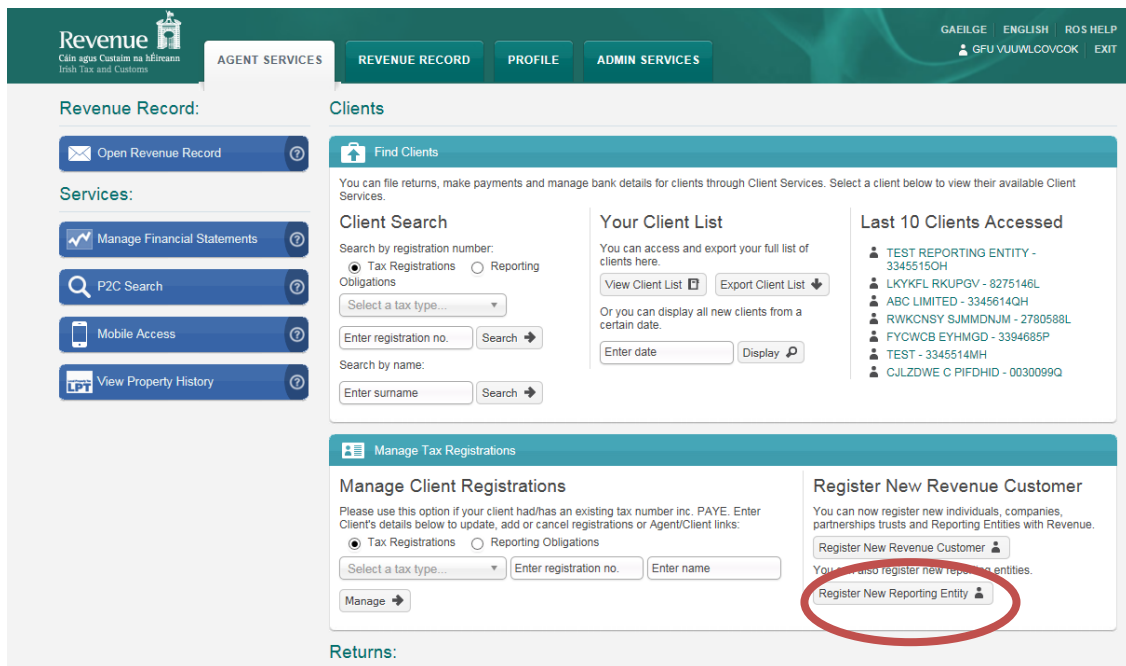 Revenue
Cáin agus Custaim na hÉireann
Irish Tax and Customs
AGENT SERVICES
REVENUE RECORD
PROFILE
ADMIN SERVICES
GAEILGE ENGLISH ROS HELP
GFU VUUWLCOVCOK EXIT
Revenue Record:
Open Revenue Record ?
Services:
Manage Financial Statements ?
P2C Search ?
Mobile Access ?
LPT View Property History ?
Clients
Find Clients
You can file returns, make payments and manage bank details for clients through Client Services. Select a client below to view their available Client
Services.
Client Search
Search by registration number:
Tax Registrations Reporting
Obligations
Select a tax type...
Enter registration no. Search
Search by name:
Enter surname Search
Your Client List
You can access and export your full list of
clients here.
View Client List Export Client List
Or you can display all new clients from a
certain date.
Enter date Display
Last 10 Clients Accessed
TEST REPORTING ENTITY -
3345515OH
LKYKFL RKUPGV - 8275146L
ABC LIMITED - 3345614QH
RWKCNSY SJMMDNJM - 2780588L
FYCWCB EYHMGD - 3394685P
TEST - 3345514MH
CJLZDWE C PIFDHID - 0030099Q
Manage Tax Registrations
Manage Client Registrations
Please use this option if your client had/has an existing tax number inc. PAYE. Enter
Client's details below to update, add or cancel registrations or Agent/Client links:
Tax Registrations Reporting Obligations
Select a tax type... Enter registration no. Enter name
Manage
Register New Revenue Customer
You can now register new individuals, companies,
partnerships trusts and Reporting Entities with Revenue.
Register New Revenue Customer
You can also register new reporting entities.
Register New Reporting Entity
Returns: